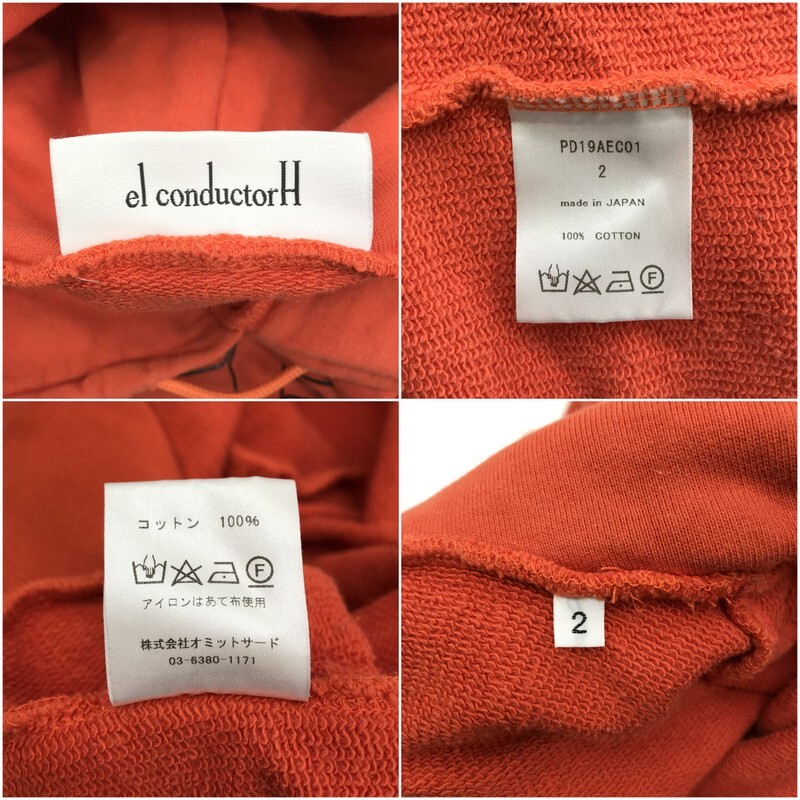 el conductorH
PD19AEC01
2
made in JAPAN
100% COTTON
F
コットン 100%
F
アイロンはあて布使用
株式会社オミットサード
03-6380-1171
2